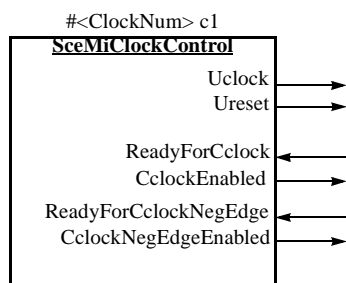 #<ClockNum> c1
SceMiClockControl
Uclock
Ureset
ReadyForCclock
CclockEnabled
ReadyForCclockNegEdge
CclockNegEdgeEnabled